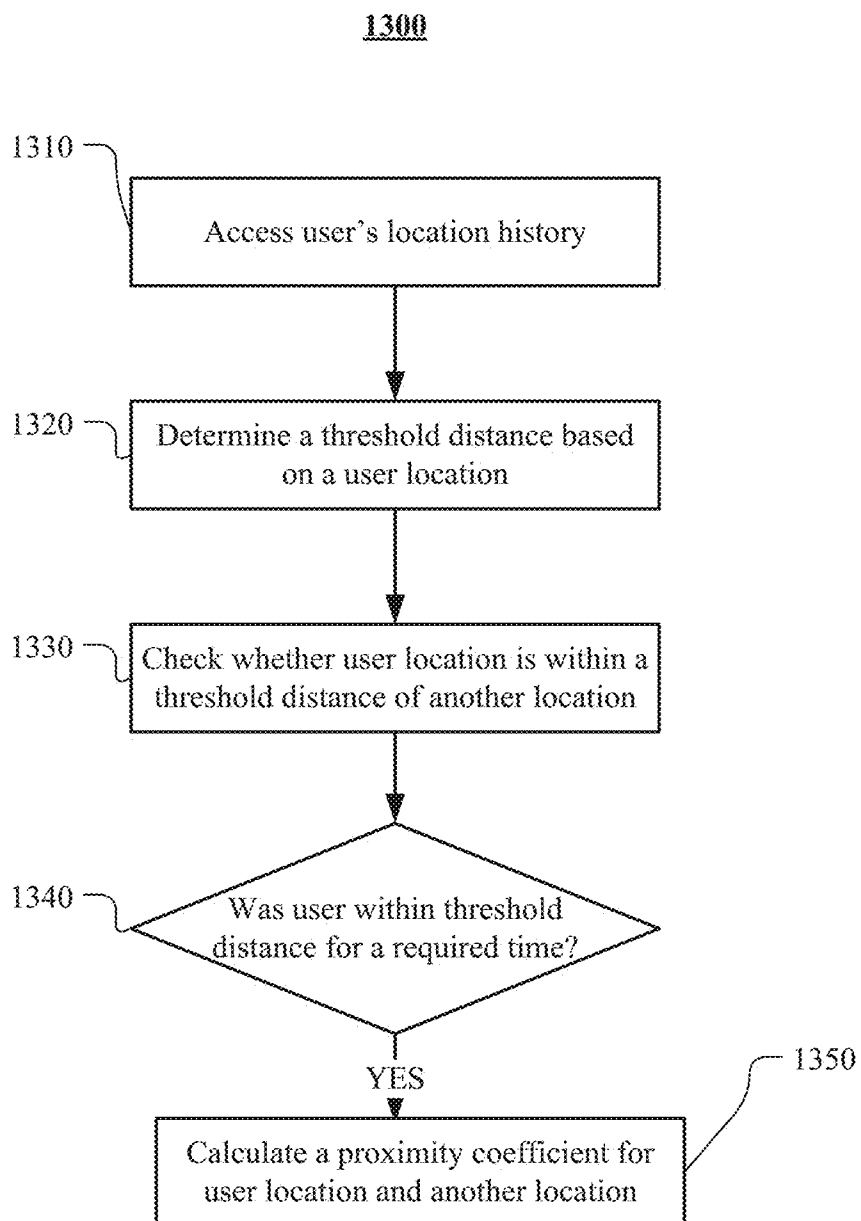 1300
1310
Access user's location history
1320
Determine a threshold distance based
on a user location
1330
Check whether user location is within a
threshold distance of another location
1340
Was user within threshold
distance for a required time?
YES
1350
Calculate a proximity coefficient for
user location and another location